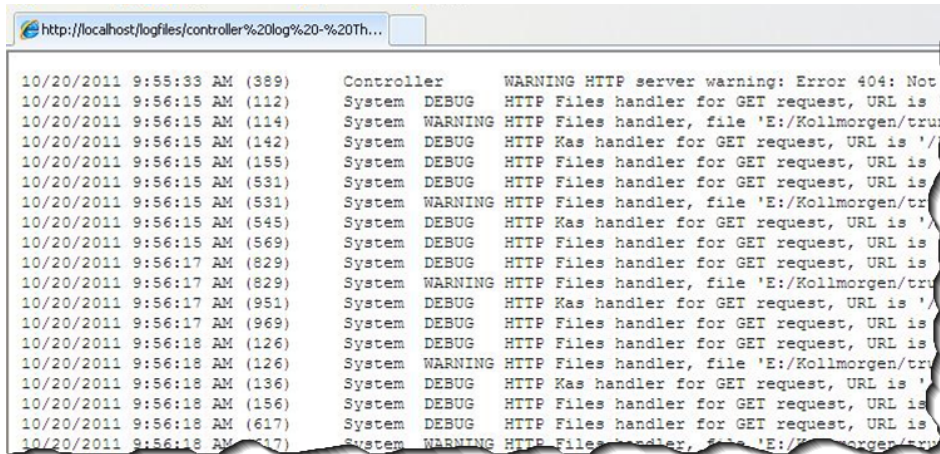 http://localhost/logfiles/controller%20log%20-%20Th...
10/20/2011 9:55:33 AM (389) Controller WARNING HTTP server warning: Error 404: Not
10/20/2011 9:56:15 AM (112) System DEBUG HTTP Files handler for GET request, URL is
10/20/2011 9:56:15 AM (114) System WARNING HTTP Files handler, file 'E:/Kollmorgen/trun
10/20/2011 9:56:15 AM (142) System DEBUG HTTP Kas handler for GET request, URL is '/
10/20/2011 9:56:15 AM (155) System DEBUG HTTP Files handler for GET request, URL is
10/20/2011 9:56:15 AM (531) System DEBUG HTTP Files handler for GET request, URL is
10/20/2011 9:56:15 AM (531) System WARNING HTTP Files handler, file 'E:/Kollmorgen/tr
10/20/2011 9:56:15 AM (545) System DEBUG HTTP Kas handler for GET request, URL is '/
10/20/2011 9:56:15 AM (569) System DEBUG HTTP Files handler for GET request, URL is
10/20/2011 9:56:17 AM (829) System DEBUG HTTP Files handler for GET request, URL is
10/20/2011 9:56:17 AM (829) System WARNING HTTP Files handler, file 'E:/Kollmorgen/tru
10/20/2011 9:56:17 AM (951) System DEBUG HTTP Kas handler for GET request, URL is '/
10/20/2011 9:56:17 AM (969) System DEBUG HTTP Files handler for GET request, URL is
10/20/2011 9:56:18 AM (126) System DEBUG HTTP Files handler for GET request, URL is
10/20/2011 9:56:18 AM (126) System WARNING HTTP Files handler, file 'E:/Kollmorgen/tru
10/20/2011 9:56:18 AM (136) System DEBUG HTTP Kas handler for GET request, URL is '
10/20/2011 9:56:18 AM (156) System DEBUG HTTP Files handler for GET request, URL is
10/20/2011 9:56:18 AM (617) System DEBUG HTTP Files handler for GET request, URL is
10/20/2011 9:56:18 AM System WARNING HTTP Files handler, file